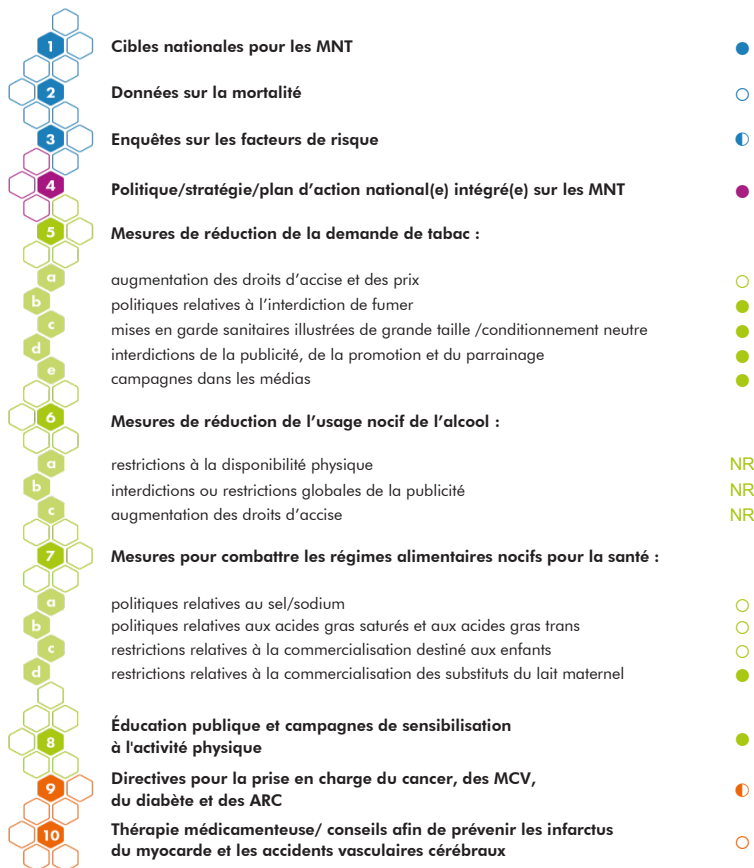 1 Cibles nationales pour les MNT ●
2 Données sur la mortalité ○
3 Enquêtes sur les facteurs de risque ◐
4 Politique/stratégie/plan d’action national(e) intégré(e) sur les MNT ●
5 Mesures de réduction de la demande de tabac :
a augmentation des droits d’accise et des prix ○
b politiques relatives à l’interdiction de fumer ●
c mises en garde sanitaires illustrées de grande taille /conditionnement neutre ●
d interdictions de la publicité, de la promotion et du parrainage ●
e campagnes dans les médias ●
6 Mesures de réduction de l’usage nocif de l’alcool :
a restrictions à la disponibilité physique NR
b interdictions ou restrictions globales de la publicité NR
c augmentation des droits d’accise NR
7 Mesures pour combattre les régimes alimentaires nocifs pour la santé :
a politiques relatives au sel/sodium ○
b politiques relatives aux acides gras saturés et aux acides gras trans ○
c restrictions relatives à la commercialisation destiné aux enfants ○
d restrictions relatives à la commercialisation des substituts du lait maternel ●
Éducation publique et campagnes de sensibilisation
8 à l'activité physique ●
9 Directives pour la prise en charge du cancer, des MCV,
du diabète et des ARC ◐
10 Thérapie médicamenteuse/ conseils afin de prévenir les infarctus
du myocarde et les accidents vasculaires cérébraux ○